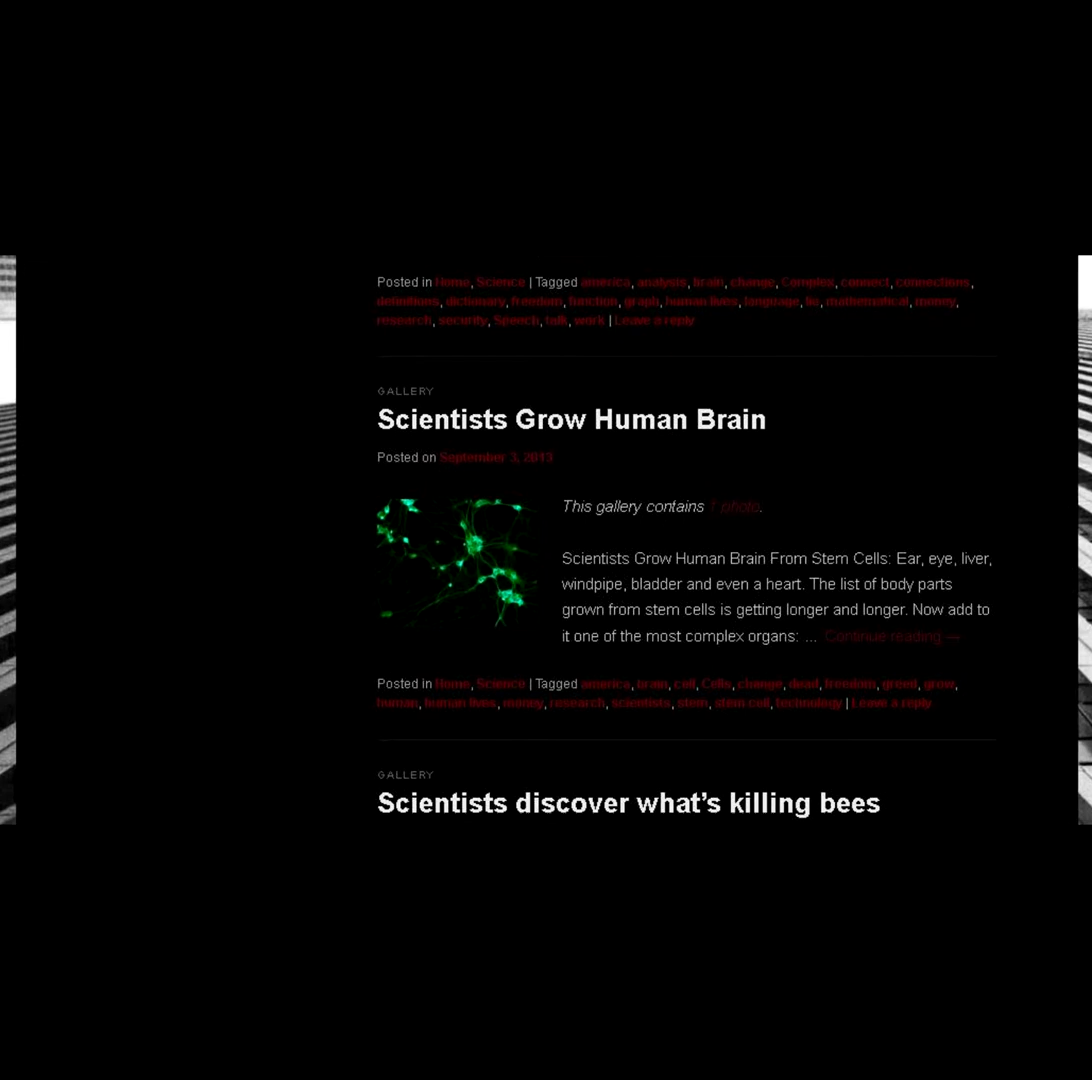 Posted in Home, Science | Tagged america, analysis, brain, change, Complex, connect, connections,
definitions, dictionary, freedom, function, graph, human lives, language, lie, mathematical, money,
research, security, Speech, talk, work | Leave a reply
GALLERY
Scientists Grow Human Brain
Posted on September 3, 2013
This gallery contains 1 photo.
Scientists Grow Human Brain From Stem Cells: Ear, eye, liver,
windpipe, bladder and even a heart. The list of body parts
grown from stem cells is getting longer and longer. Now add to
it one of the most complex organs: … Continue reading →
Posted in Home, Science | Tagged america, brain, cell, Cells, change, dead, freedom, greed, grow,
human, human lives, money, research, scientists, stem, stem cell, technology | Leave a reply
GALLERY
Scientists discover what’s killing bees